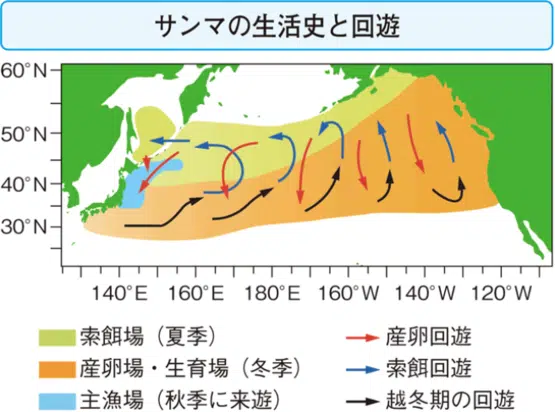 サンマの生活史と回遊
60°N
50°N
40°N
30°N
140°E 160°E 180°E 160°W 140°W 120°W
索餌場（夏季） 産卵回遊
産卵場・生育場（冬季） 索餌回遊
主漁場（秋季に来遊） 越冬期の回遊